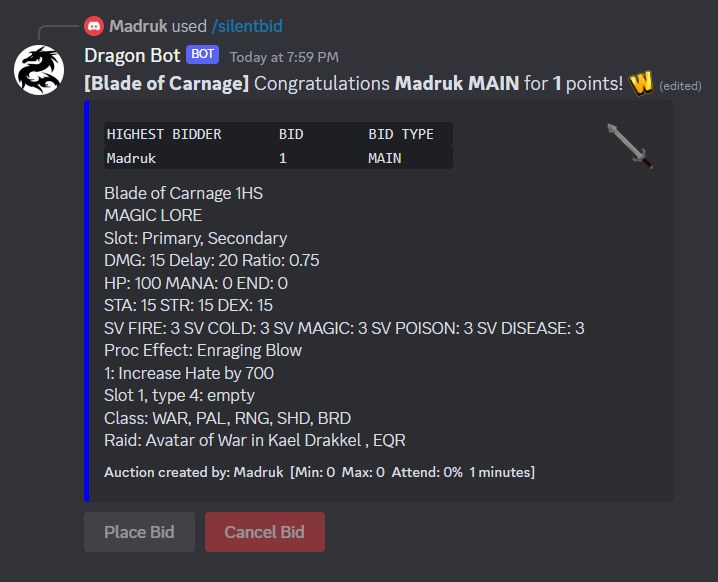 Madruk used /silentbid
Dragon Bot BOT Today at 7:59 PM
[Blade of Carnage] Congratulations Madruk MAIN for 1 points! W (edited)
HIGHEST BIDDER BID BID TYPE
Madruk 1 MAIN
Blade of Carnage 1HS
MAGIC LORE
Slot: Primary, Secondary
DMG: 15 Delay: 20 Ratio: 0.75
HP: 100 MANA: 0 END: 0
STA: 15 STR: 15 DEX: 15
SV FIRE: 3 SV COLD: 3 SV MAGIC: 3 SV POISON: 3 SV DISEASE: 3
Proc Effect: Enraging Blow
1: Increase Hate by 700
Slot 1, type 4: empty
Class: WAR, PAL, RNG, SHD, BRD
Raid: Avatar of War in Kael Drakkel , EQR
Auction created by: Madruk [Min: 0 Max: 0 Attend: 0% 1 minutes]
Place Bid Cancel Bid